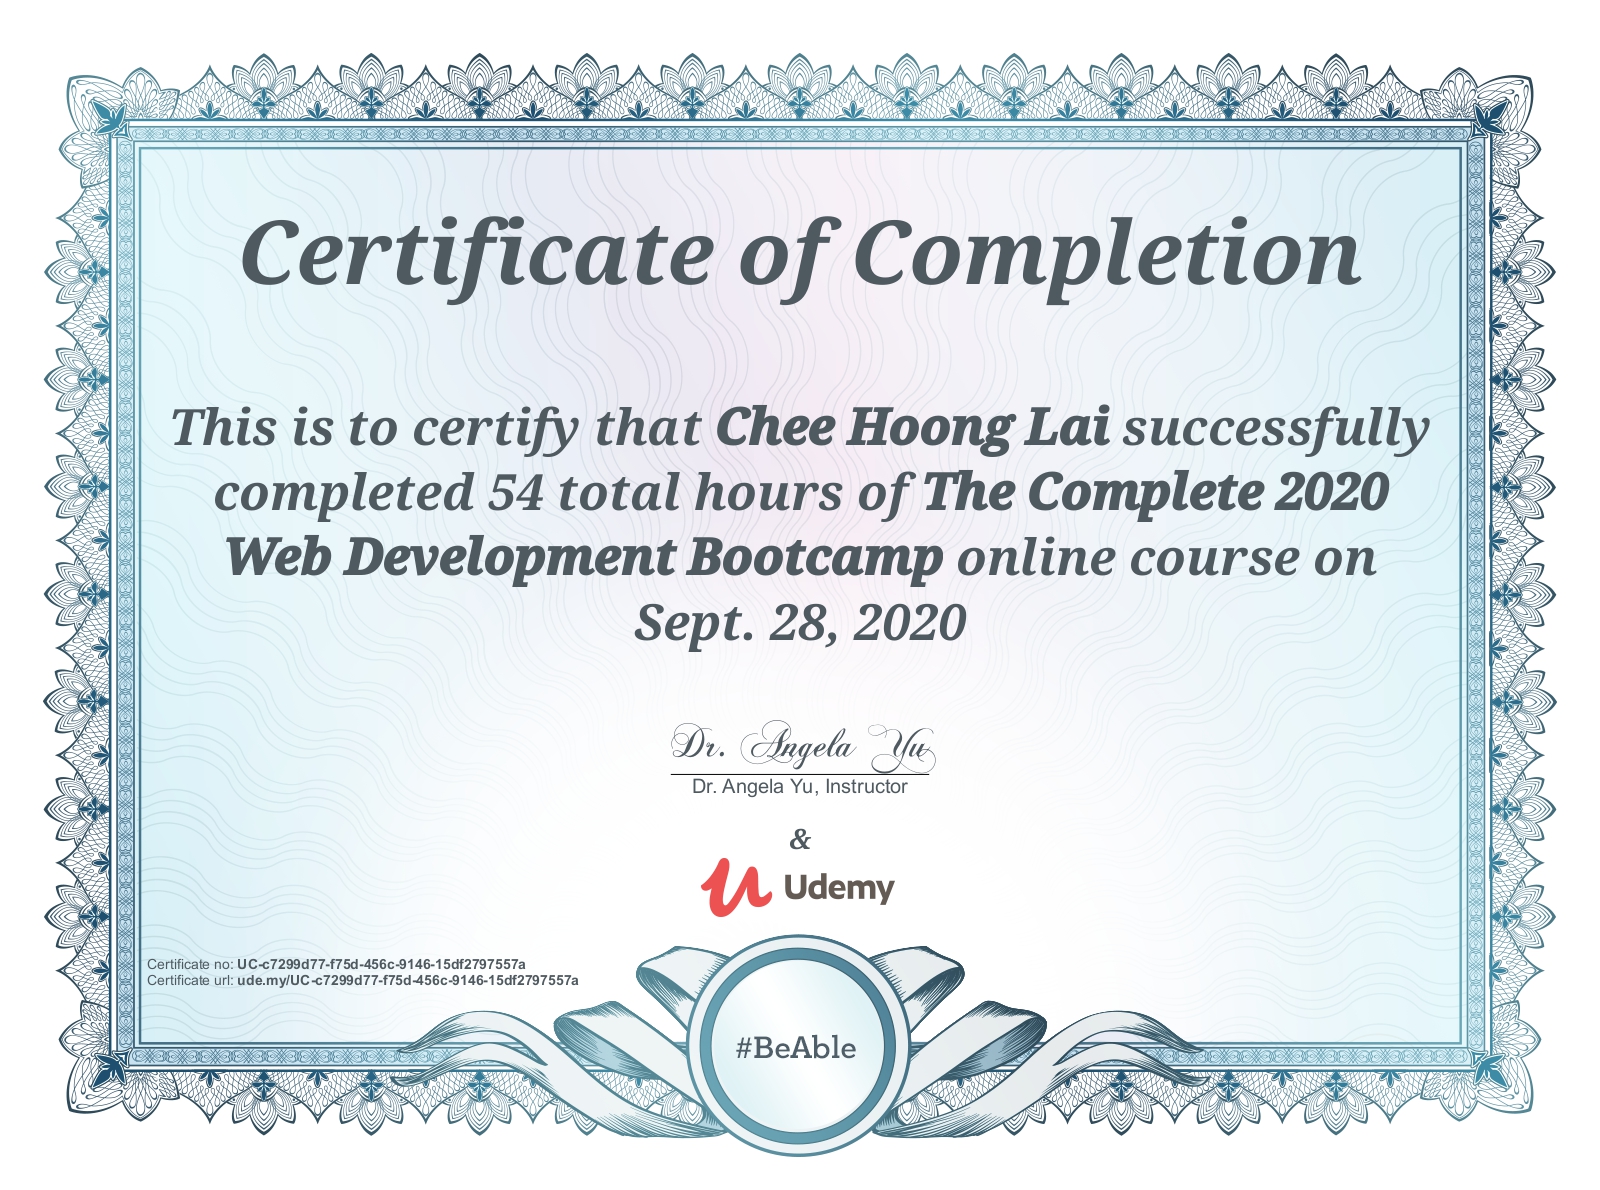 Certificate of Completion
This is to certify that Chee Hoong Lai successfully
completed 54 total hours of The Complete 2020
Web Development Bootcamp online course on
Sept. 28, 2020
Dr. Angela Yu
Dr. Angela Yu, Instructor
&
Udemy
Certificate no: UC-c7299d77-f75d-456c-9146-15df2797557a
Certificate url: ude.my/UC-c7299d77-f75d-456c-9146-15df2797557a
#BeAble